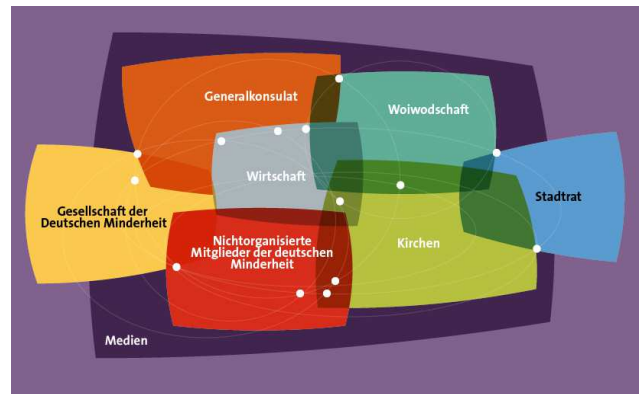 Generalkonsulat
Woiwodschaft
Wirtschaft
Stadtrat
Gesellschaft der
Deutschen Minderheit
Nichtorganisierte
Mitglieder der deutschen
Minderheit
Kirchen
Medien